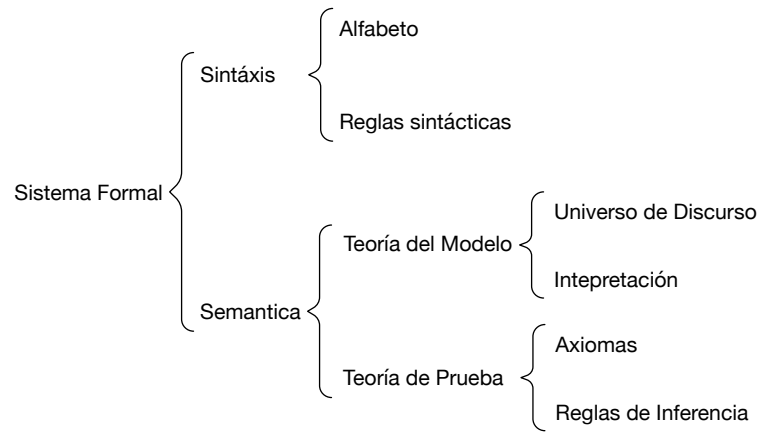 Sistema Formal
Sintáxis
Alfabeto
Reglas sintácticas
Semantica
Teoría del Modelo
Universo de Discurso
Intepretación
Teoría de Prueba
Axiomas
Reglas de Inferencia